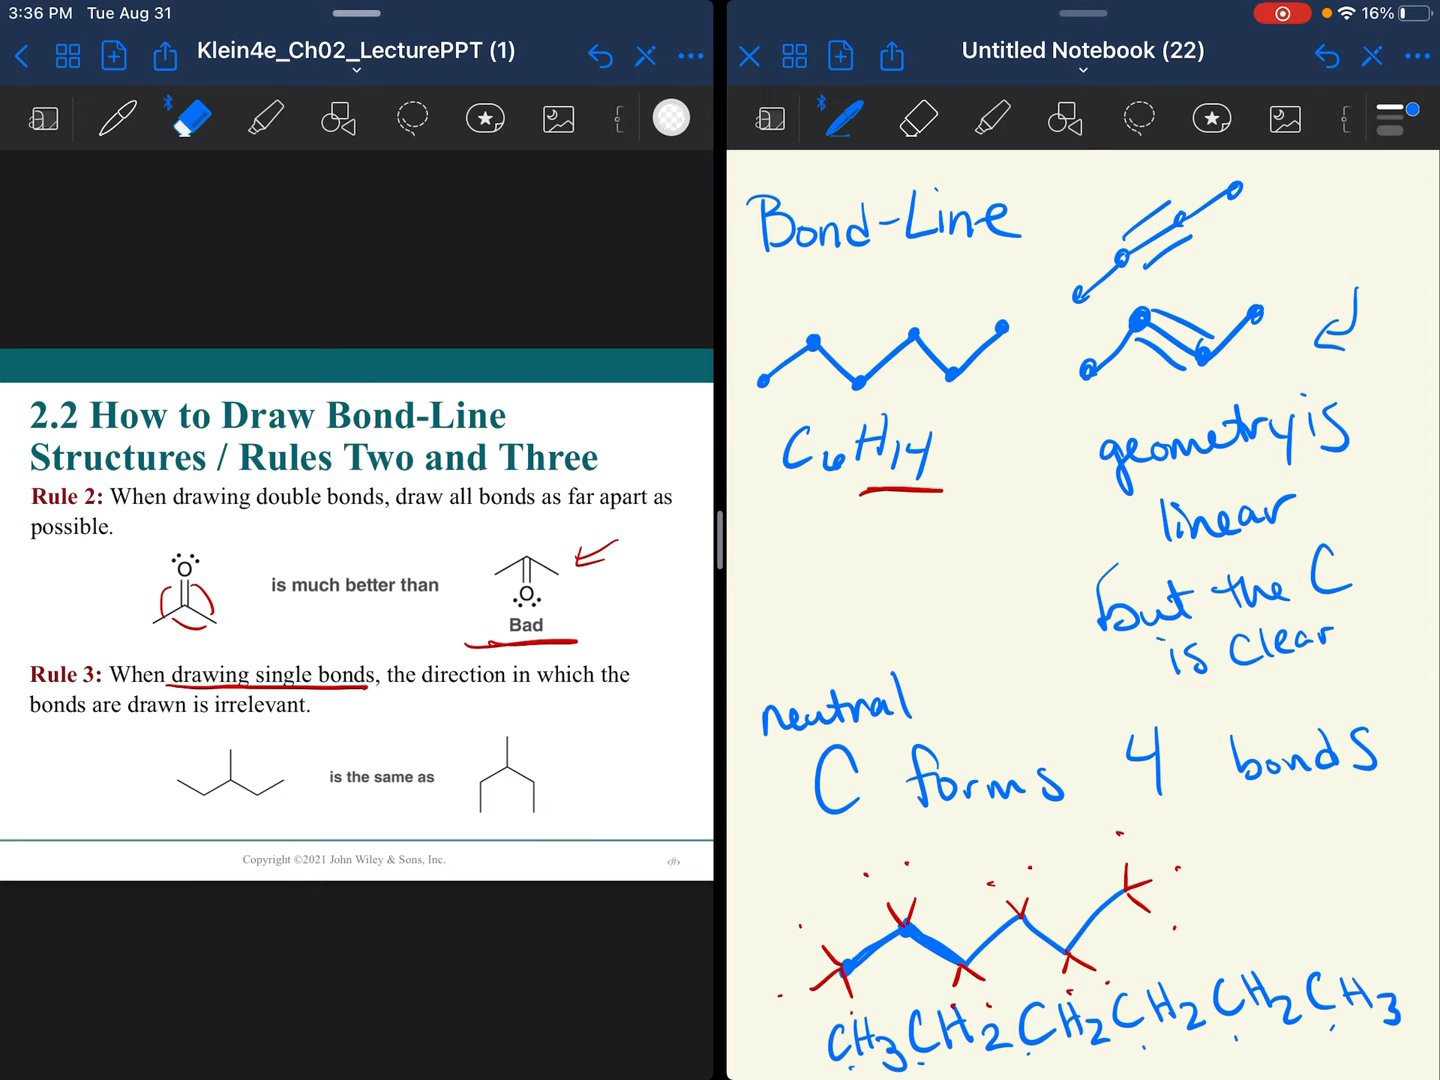 3:36 PM Tue Aug 31
Klein4e_Ch02_LecturePPT (1)
2.2 How to Draw Bond-Line
Structures / Rules Two and Three
Rule 2: When drawing double bonds, draw all bonds as far apart as
possible.
O
is much better than
O
Bad
Rule 3: When drawing single bonds, the direction in which the
bonds are drawn is irrelevant.
is the same as
Copyright ©2021 John Wiley & Sons, Inc.
‹#›
16%
Untitled Notebook (22)
Bond-Line
C6H14
geometry is
linear
but the C
is clear
neutral
C forms 4 bonds
CH3CH2CH2CH2CH2CH3